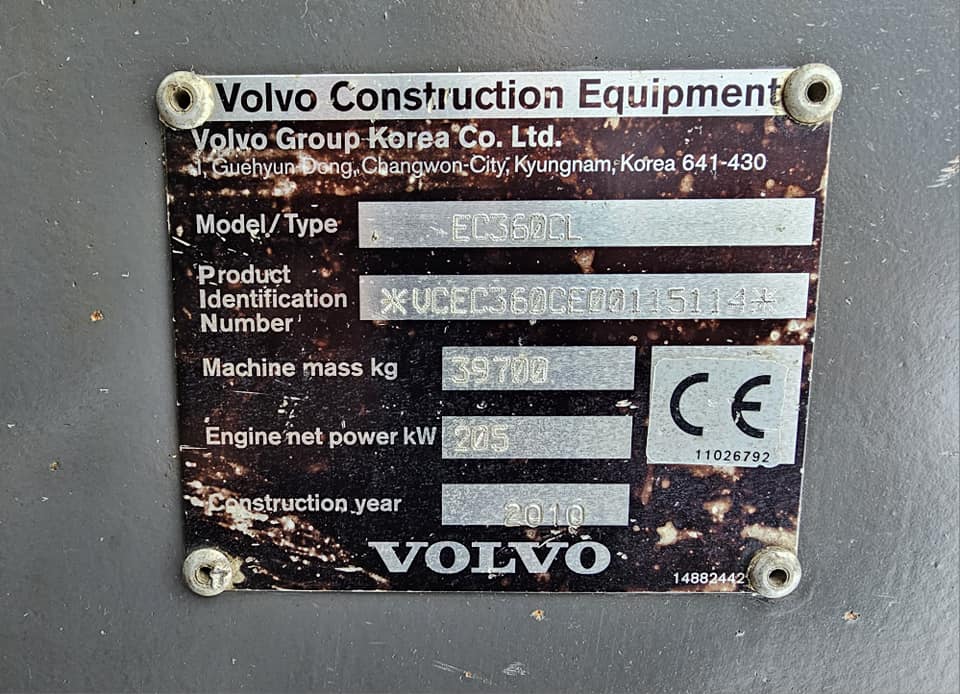 Volvo Construction Equipment
Volvo Group Korea Co. Ltd.
1, Guehyun-Dong, Changwon-City, Kyungnam, Korea 641-430
Model/Type EC360CL
Product
Identification *VCEC360CE00115114*
Number
Machine mass kg 39700
CE
Engine net power kW 205
11026792
Construction year 2010
VOLVO
14882442